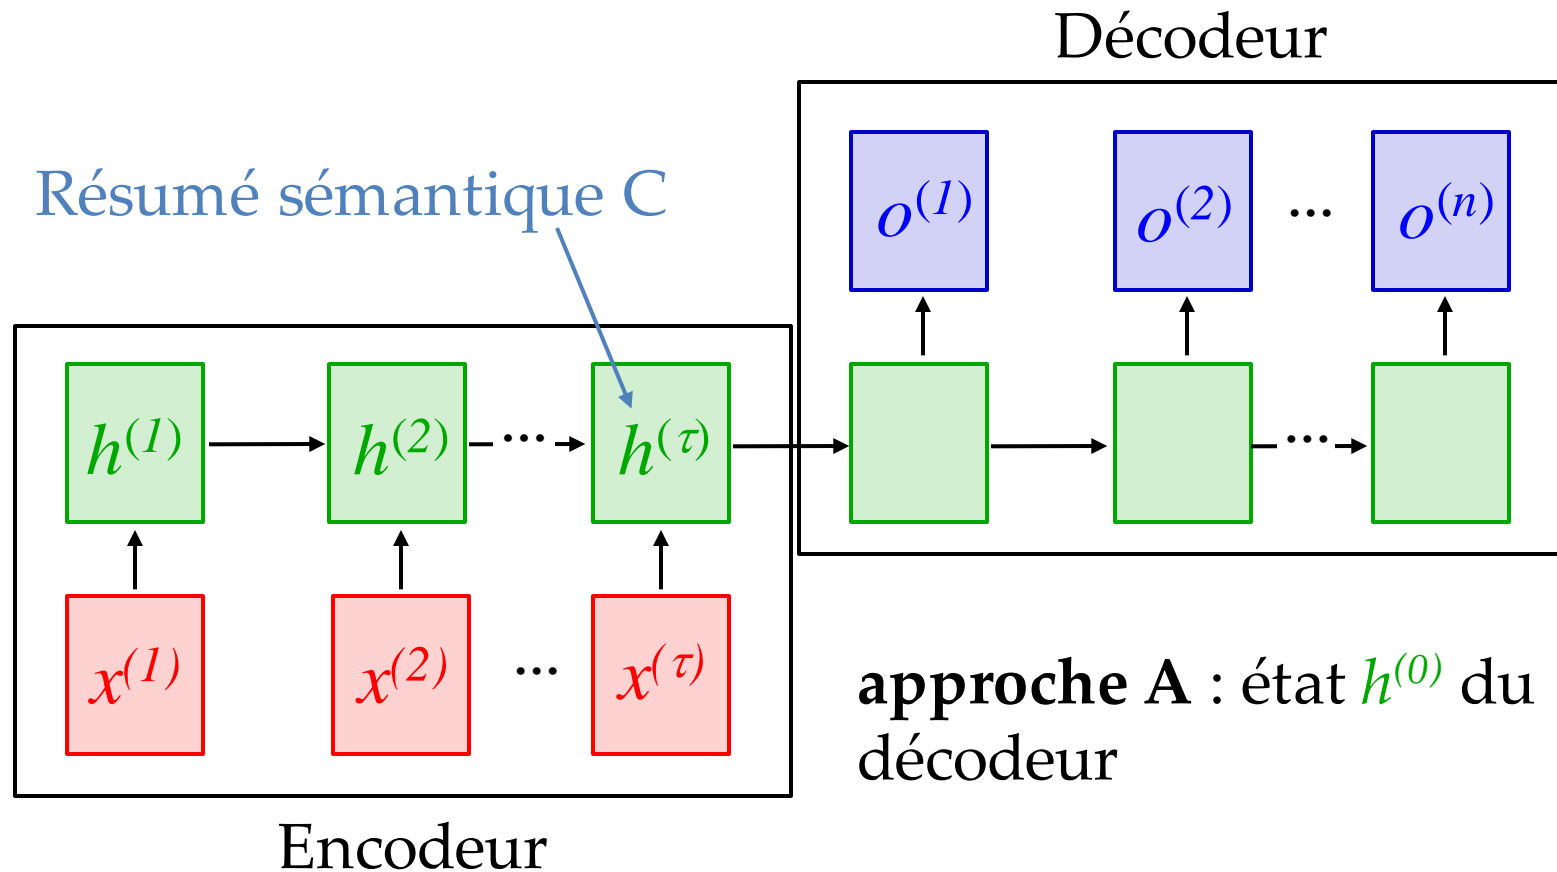 Décodeur
Résumé sémantique C
o(1) o(2) ... o(n)
h(1) h(2) ... h(τ) ...
x(1) x(2) ... x(τ)
approche A : état h(0) du
décodeur
Encodeur